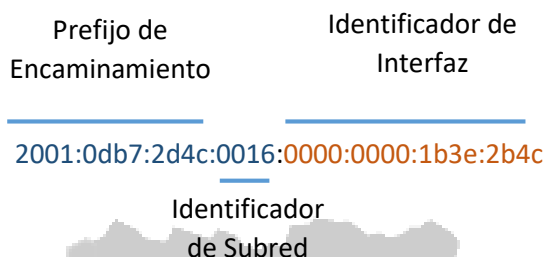 Prefijo de
Encaminamiento
Identificador de
Interfaz
2001:0db7:2d4c:0016:0000:0000:1b3e:2b4c
Identificador
de Subred